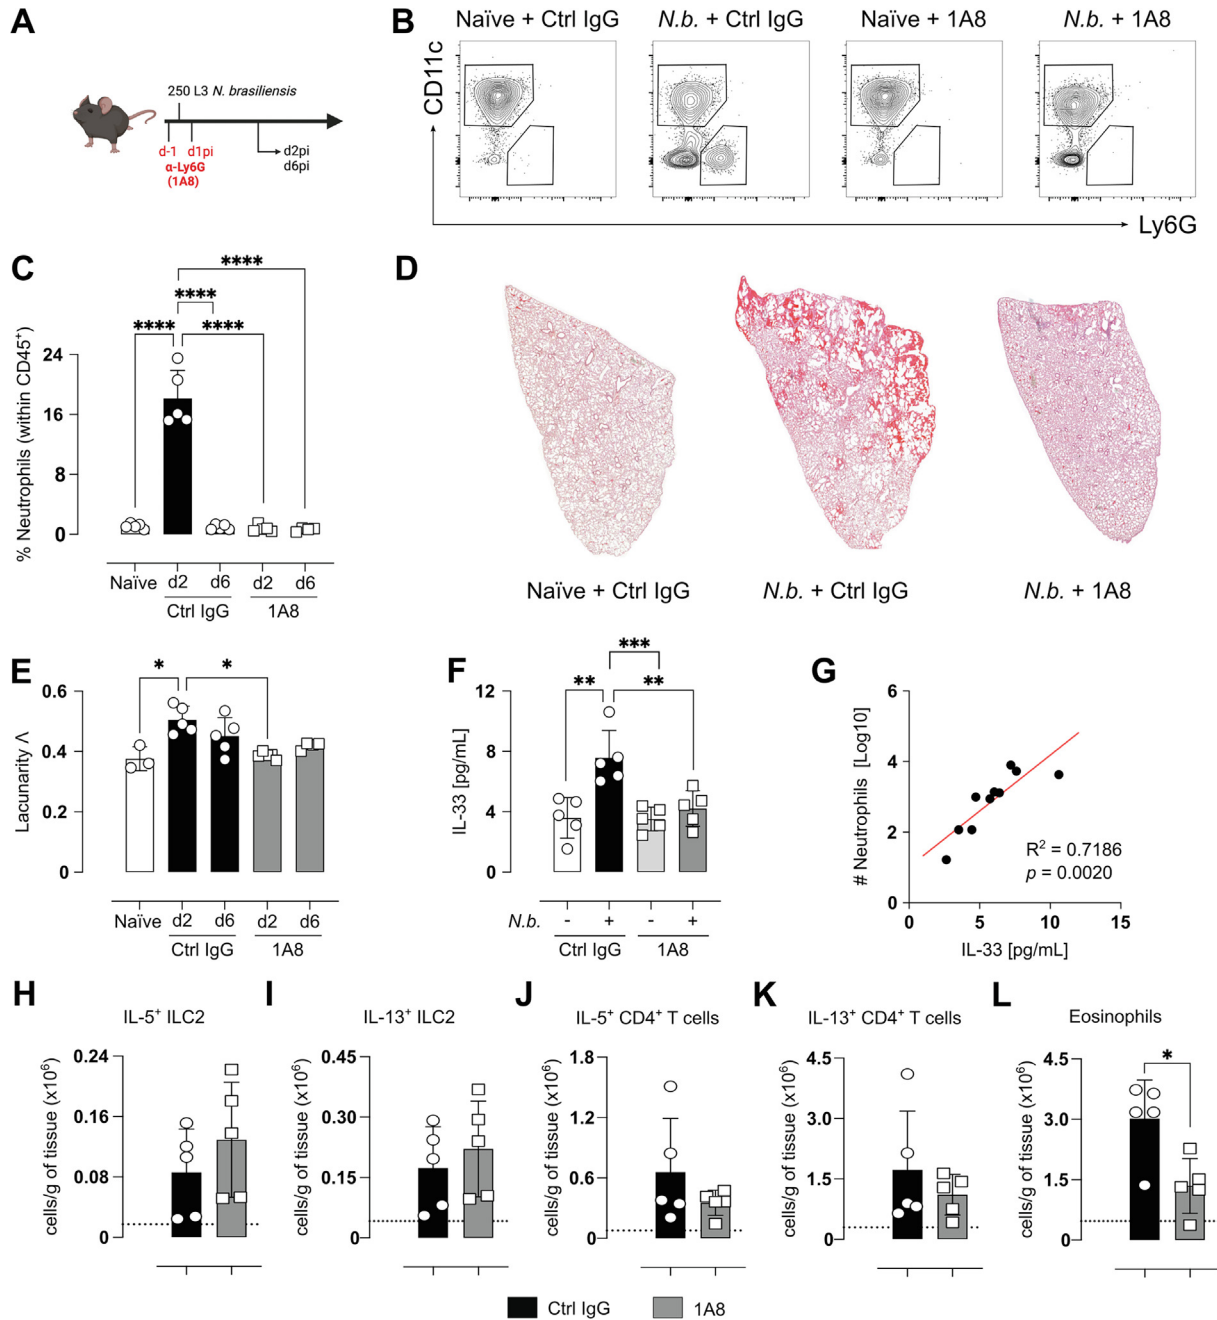 A
250 L3 N. brasiliensis
d-1 d1pi
α-Ly6G
(1A8)
d2pi
d6pi
B
Naïve + Ctrl IgG
N.b. + Ctrl IgG
Naïve + 1A8
N.b. + 1A8
CD11c
Ly6G
C
% Neutrophils (within CD45⁺)
24
16
8
0
****
****
****
****
Naïve d2 d6 d2 d6
Ctrl IgG 1A8
D
Naïve + Ctrl IgG
N.b. + Ctrl IgG
N.b. + 1A8
E
Lacunarity Λ
0.6
0.4
0.2
0
* *
Naïve d2 d6 d2 d6
Ctrl IgG 1A8
F
IL-33 [pg/mL]
12
8
4
0
***
** **
N.b. - + - +
Ctrl IgG 1A8
G
# Neutrophils [Log10]
6
4
2
0
R² = 0.7186
p = 0.0020
0 5 10 15
IL-33 [pg/mL]
H
IL-5⁺ ILC2
cells/g of tissue (x10⁶)
0.24
0.16
0.08
0
I
IL-13⁺ ILC2
cells/g of tissue (x10⁶)
0.45
0.30
0.15
0
J
IL-5⁺ CD4⁺ T cells
cells/g of tissue (x10⁶)
1.8
1.2
0.6
0
K
IL-13⁺ CD4⁺ T cells
cells/g of tissue (x10⁶)
4.5
3.0
1.5
0
L
Eosinophils
cells/g of tissue (x10⁶)
4.5
3.0
1.5
0
*
Ctrl IgG 1A8